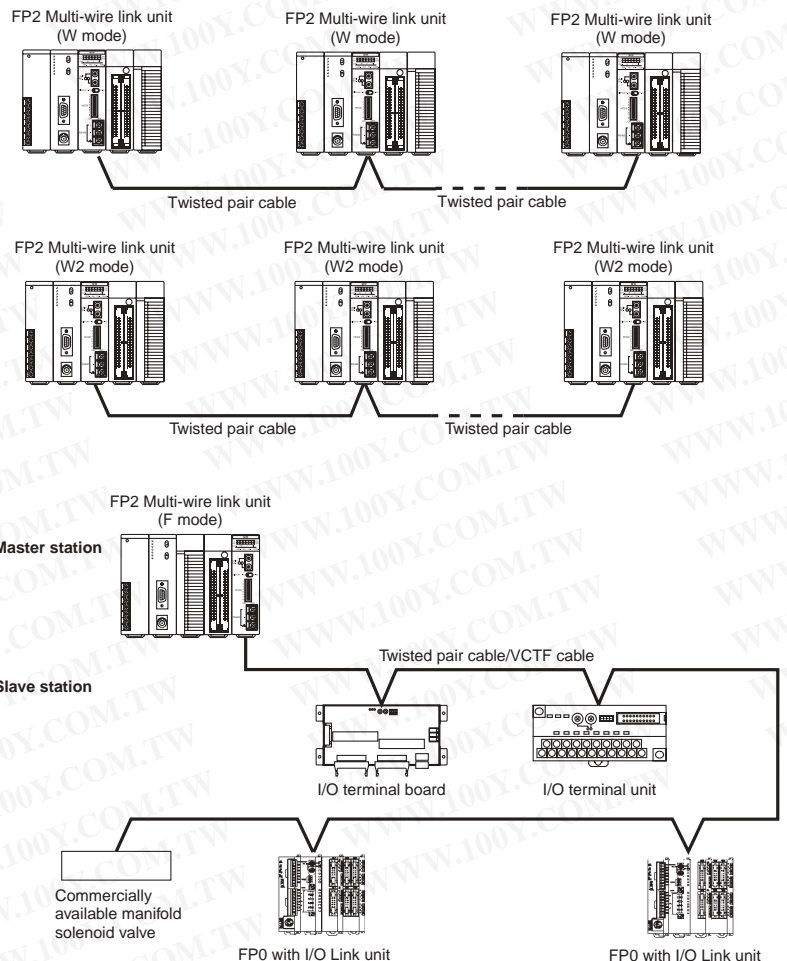 FP2 Multi-wire link unit
(W mode)
FP2 Multi-wire link unit
(W mode)
FP2 Multi-wire link unit
(W mode)
Twisted pair cable
Twisted pair cable
FP2 Multi-wire link unit
(W2 mode)
FP2 Multi-wire link unit
(W2 mode)
FP2 Multi-wire link unit
(W2 mode)
Twisted pair cable
Twisted pair cable
FP2 Multi-wire link unit
(F mode)
Master station
Twisted pair cable/VCTF cable
Slave station
I/O terminal board
I/O terminal unit
Commercially
available manifold
solenoid valve
FP0 with I/O Link unit
FP0 with I/O Link unit
WWW.100Y.COM.TW